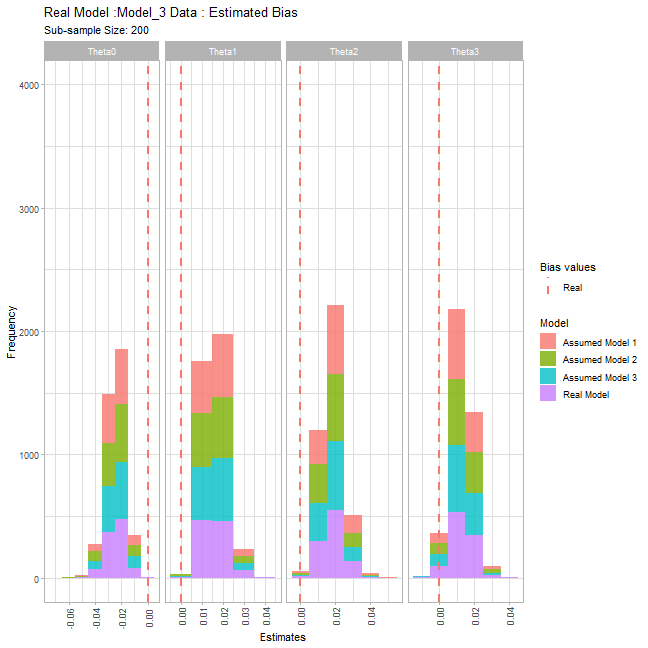 Real Model :Model_3 Data : Estimated Bias
Sub-sample Size: 200
Theta0
Theta1
Theta2
Theta3
Frequency
4000
3000
2000
1000
0
-0.06
-0.04
-0.02
0.00
0.00
0.01
0.02
0.03
0.04
0.00
0.02
0.04
0.00
0.02
0.04
Estimates
Bias values
Real
Model
Assumed Model 1
Assumed Model 2
Assumed Model 3
Real Model